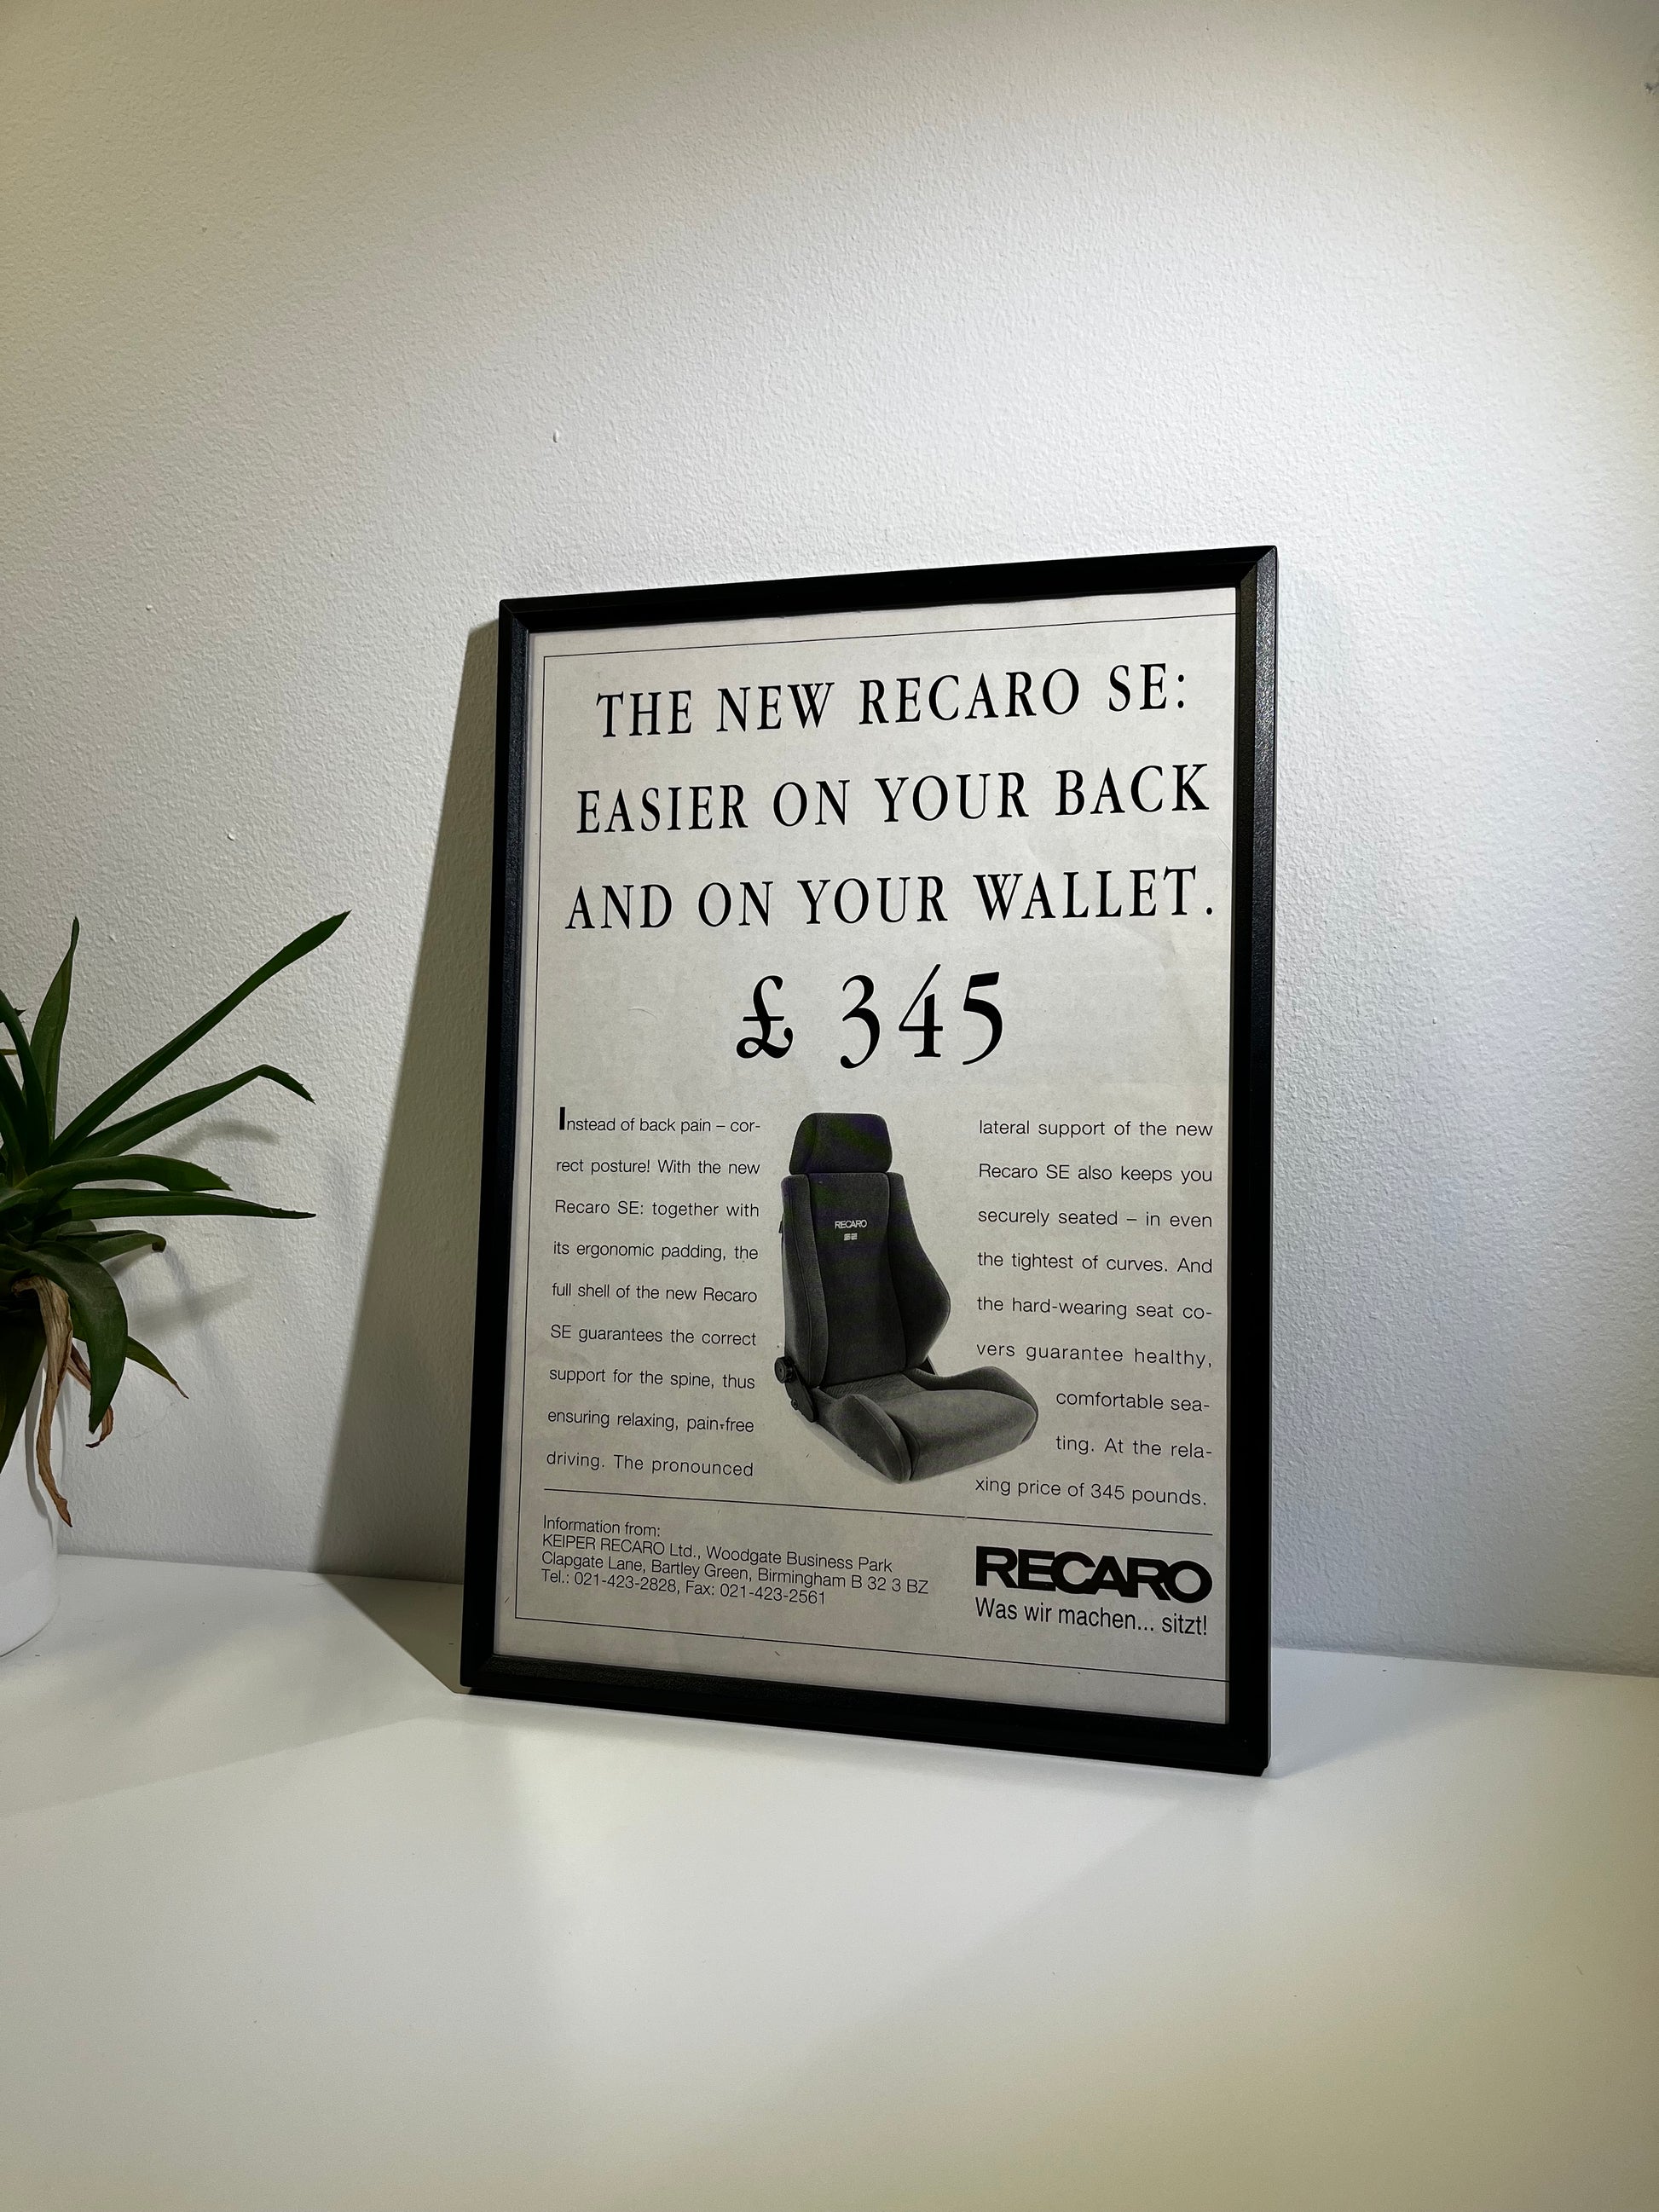 THE NEW RECARO SE:
EASIER ON YOUR BACK
AND ON YOUR WALLET.
£ 345
Instead of back pain – cor-
rect posture! With the new
Recaro SE: together with
its ergonomic padding, the
full shell of the new Recaro
SE guarantees the correct
support for the spine, thus
ensuring relaxing, pain-free
driving. The pronounced
RECARO
SE
lateral support of the new
Recaro SE also keeps you
securely seated – in even
the tightest of curves. And
the hard-wearing seat co-
vers guarantee healthy,
comfortable sea-
ting. At the rela-
xing price of 345 pounds.
Information from:
KEIPER RECARO Ltd., Woodgate Business Park
Clapgate Lane, Bartley Green, Birmingham B 32 3 BZ
Tel.: 021-423-2828, Fax: 021-423-2561
RECARO
Was wir machen... sitzt!